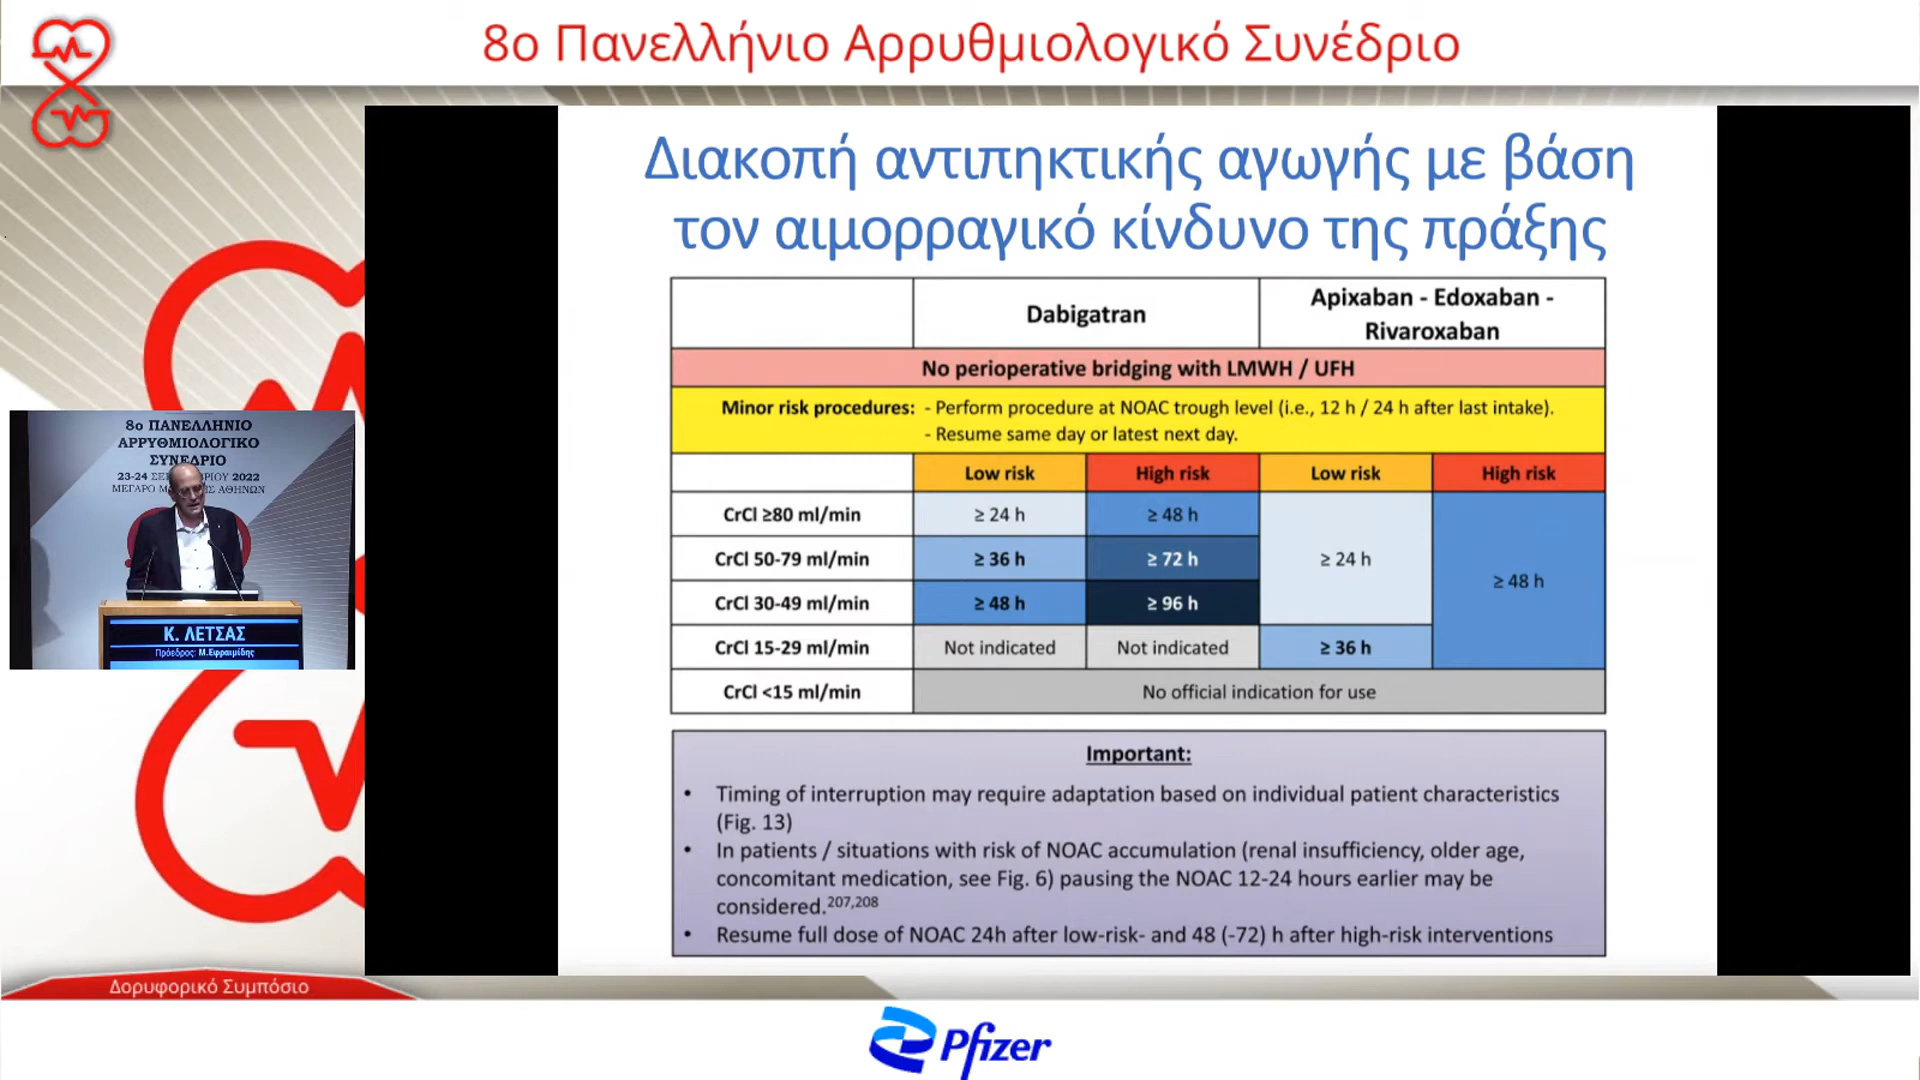 8ο Πανελλήνιο Αρρυθμιολογικό Συνέδριο
Διακοπή αντιπηκτικής αγωγής με βάση
τον αιμορραγικό κίνδυνο της πράξης
Dabigatran
Apixaban - Edoxaban -
Rivaroxaban
No perioperative bridging with LMWH / UFH
Minor risk procedures: - Perform procedure at NOAC trough level (i.e., 12 h / 24 h after last intake).
- Resume same day or latest next day.
Low risk High risk Low risk High risk
CrCl ≥80 ml/min ≥ 24 h ≥ 48 h
CrCl 50-79 ml/min ≥ 36 h ≥ 72 h ≥ 24 h
≥ 48 h
CrCl 30-49 ml/min ≥ 48 h ≥ 96 h
CrCl 15-29 ml/min Not indicated Not indicated ≥ 36 h
CrCl <15 ml/min No official indication for use
Important:
• Timing of interruption may require adaptation based on individual patient characteristics
(Fig. 13)
• In patients / situations with risk of NOAC accumulation (renal insufficiency, older age,
concomitant medication, see Fig. 6) pausing the NOAC 12-24 hours earlier may be
considered.207,208
• Resume full dose of NOAC 24h after low-risk- and 48 (-72) h after high-risk interventions
8ο ΠΑΝΕΛΛΗΝΙΟ
ΑΡΡΥΘΜΙΟΛΟΓΙΚΟ
ΣΥΝΕΔΡΙΟ
23-24 2022
ΜΕΓΑΡΟ ΑΘΗΝΩΝ
Κ. ΛΕΤΣΑΣ
Πρόεδρος: Μ.Εφραιμίδης
Δορυφορικό Συμπόσιο
Pfizer